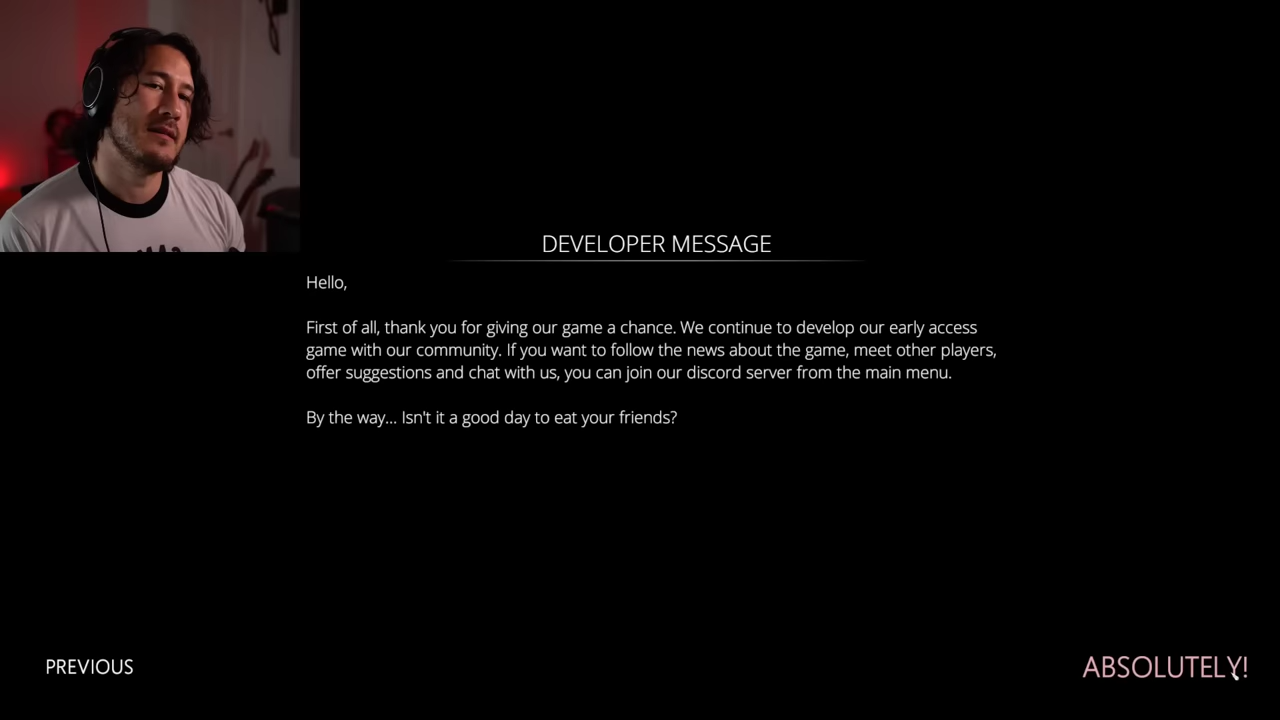 DEVELOPER MESSAGE
Hello,
First of all, thank you for giving our game a chance. We continue to develop our early access
game with our community. If you want to follow the news about the game, meet other players,
offer suggestions and chat with us, you can join our discord server from the main menu.
By the way... Isn't it a good day to eat your friends?
PREVIOUS
ABSOLUTELY!